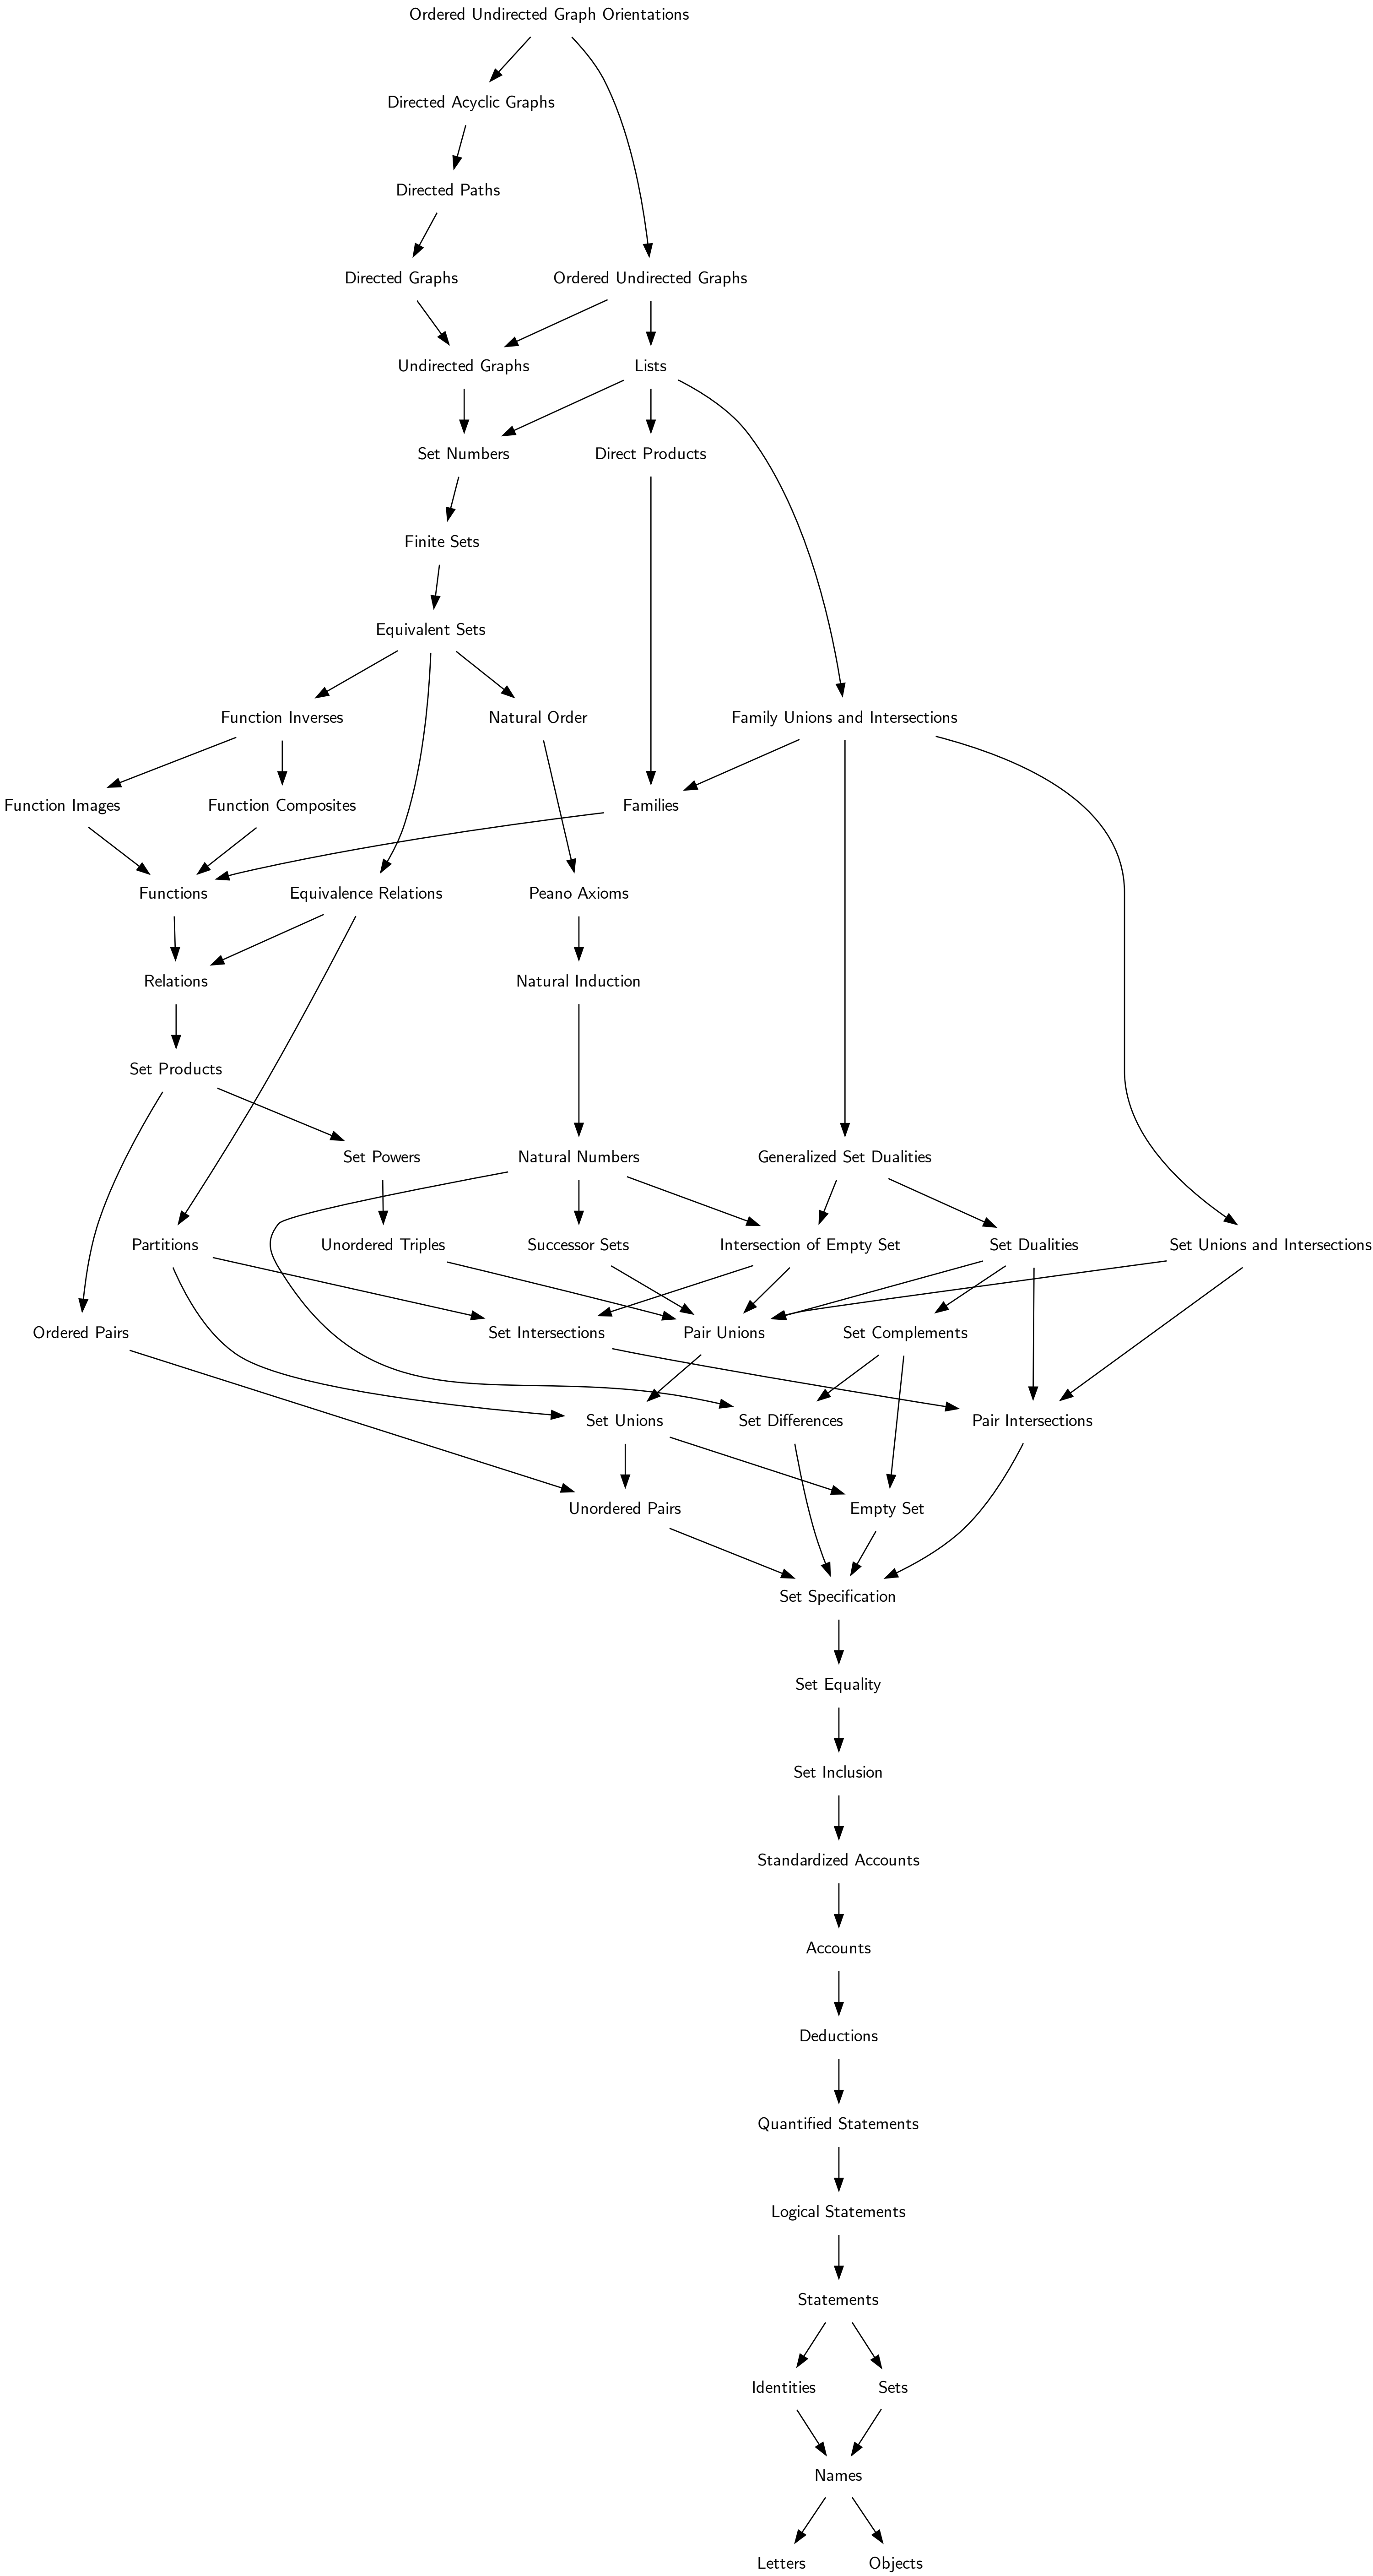 Ordered Undirected Graph Orientations
Directed Acyclic Graphs
Directed Paths
Directed Graphs
Ordered Undirected Graphs
Undirected Graphs
Lists
Set Numbers
Direct Products
Finite Sets
Equivalent Sets
Function Inverses
Natural Order
Family Unions and Intersections
Function Images
Function Composites
Families
Functions
Equivalence Relations
Peano Axioms
Relations
Natural Induction
Set Products
Set Powers
Natural Numbers
Generalized Set Dualities
Partitions
Unordered Triples
Successor Sets
Intersection of Empty Set
Set Dualities
Set Unions and Intersections
Ordered Pairs
Set Intersections
Pair Unions
Set Complements
Set Unions
Set Differences
Pair Intersections
Unordered Pairs
Empty Set
Set Specification
Set Equality
Set Inclusion
Standardized Accounts
Accounts
Deductions
Quantified Statements
Logical Statements
Statements
Identities
Sets
Names
Letters
Objects